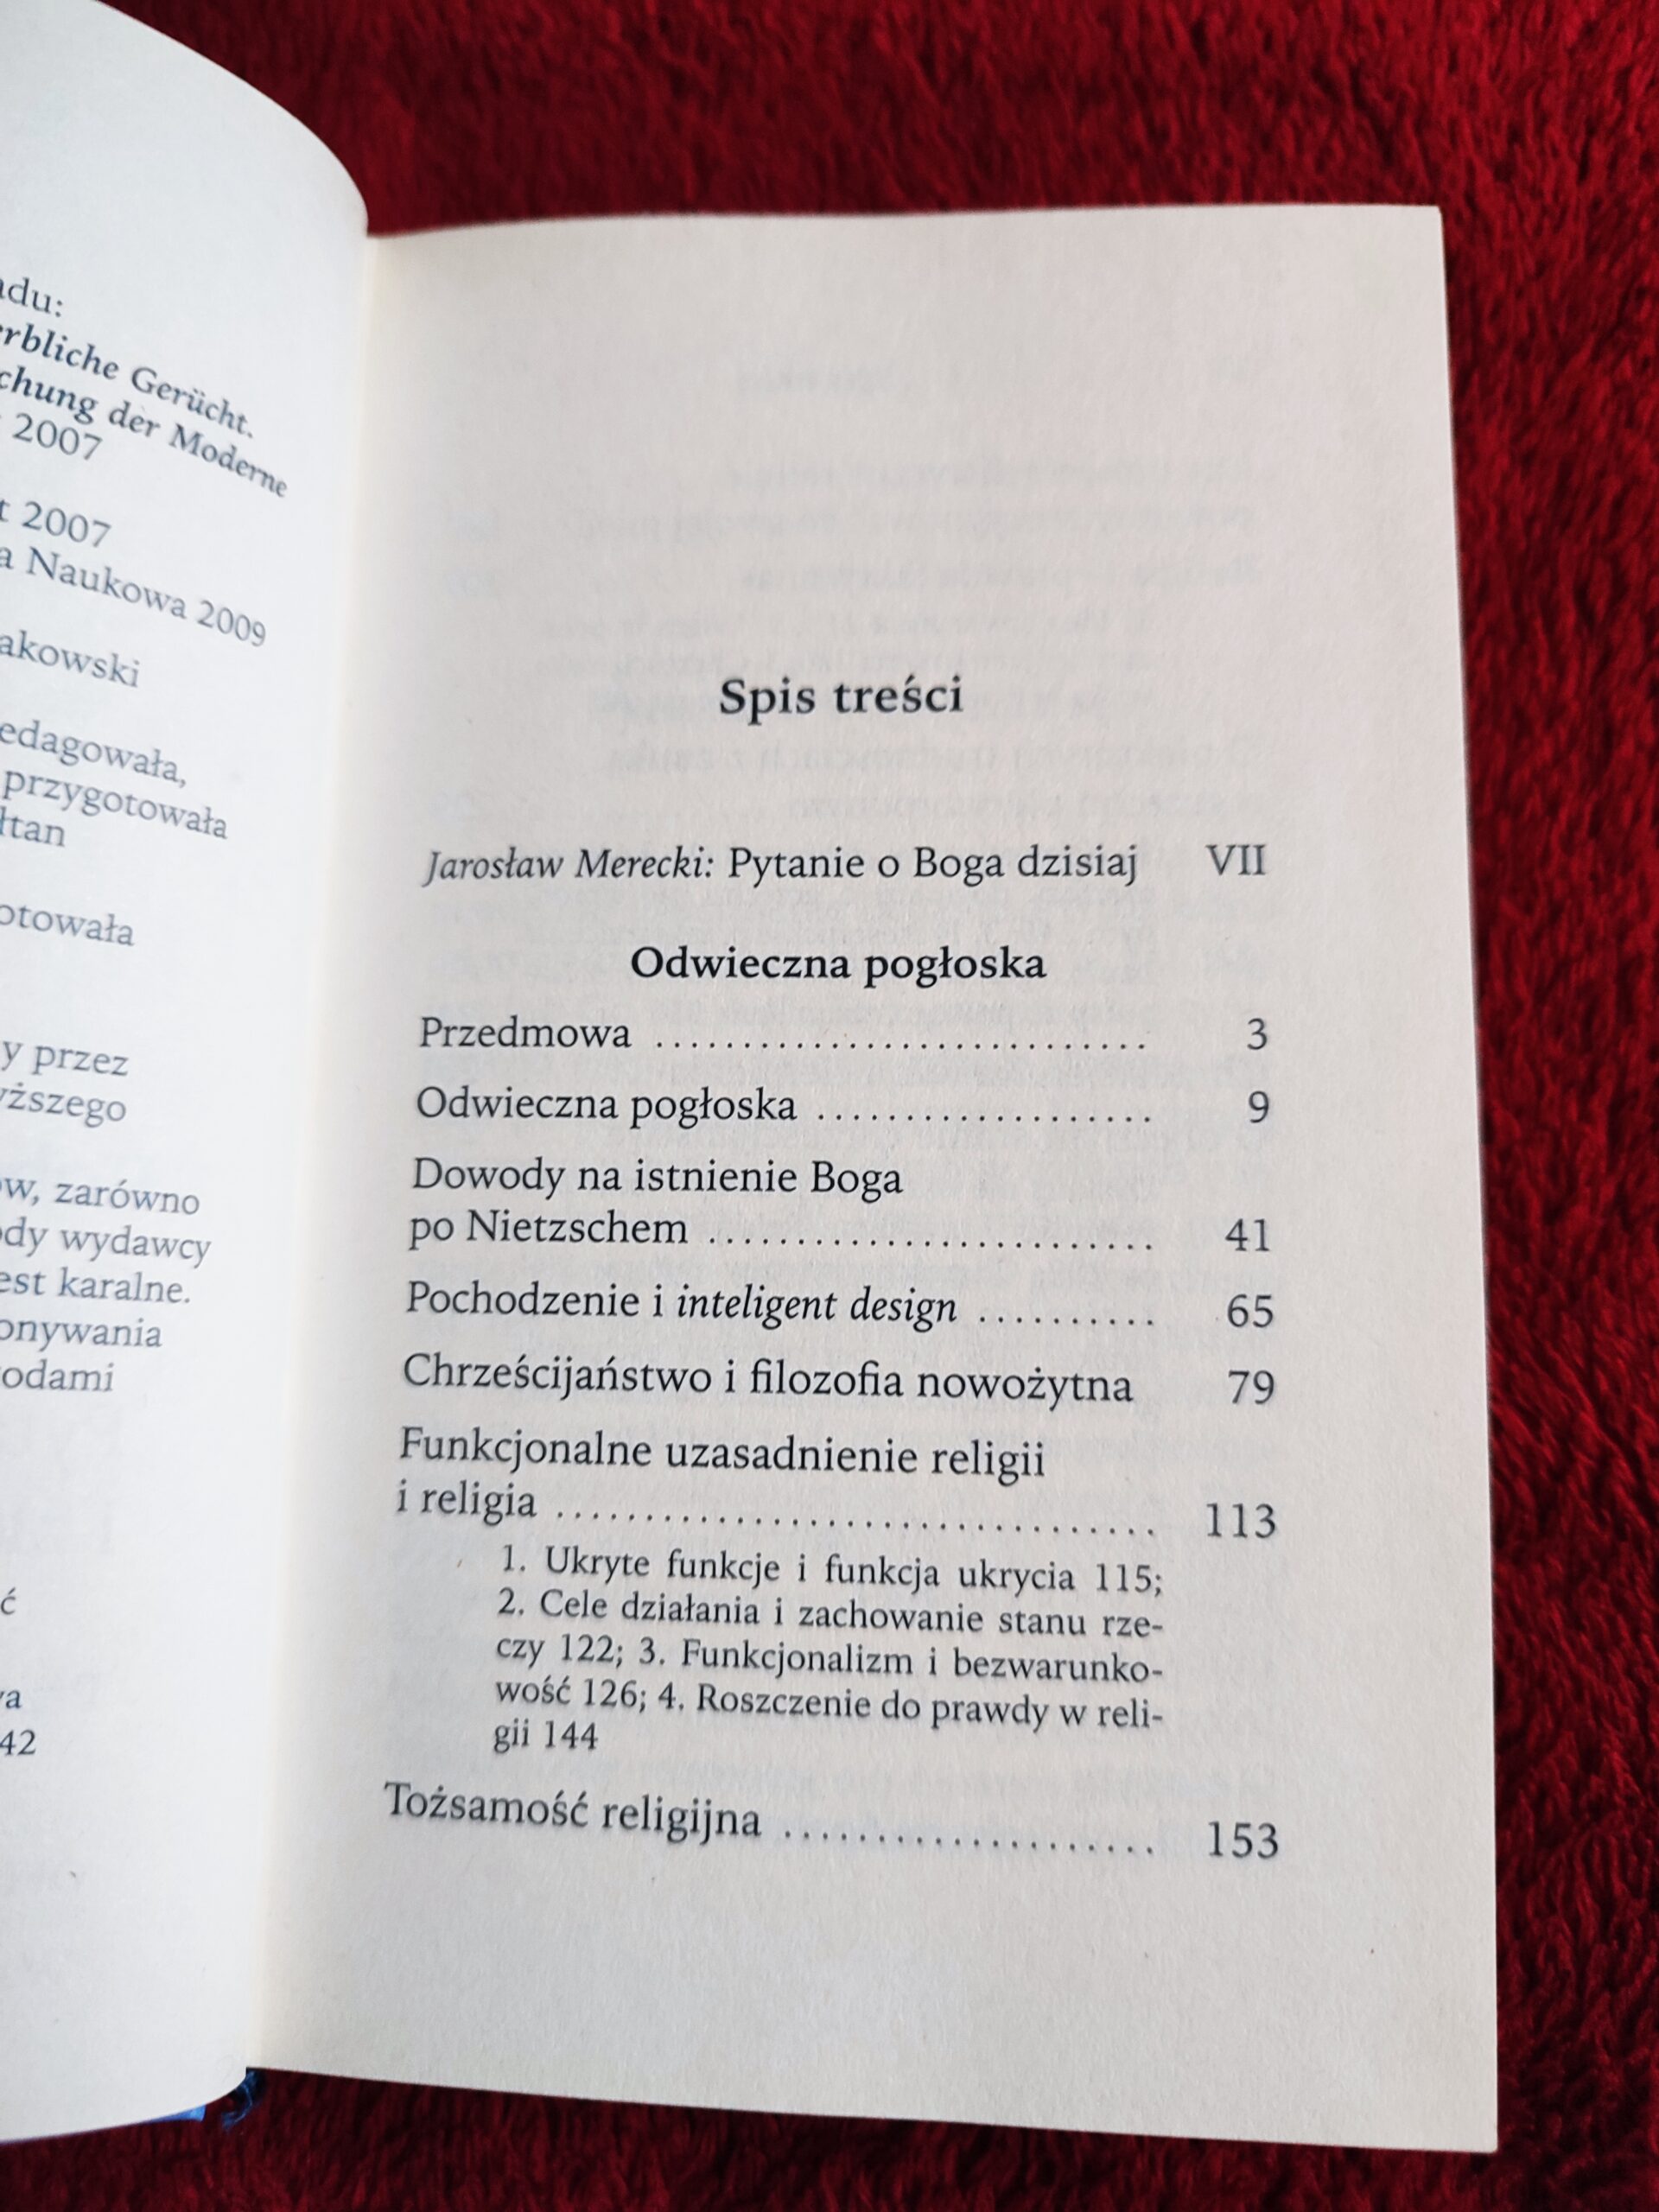 adu:
erbliche Gerücht.
chung der Moderne
2007
t 2007
a Naukowa 2009
akowski
edagowała,
przygotowała
łtan
otowała
y przez
yższego
ów, zarówno
ody wydawcy
est karalne.
onywania
odami
ć
va
42
Spis treści
Jarosław Merecki: Pytanie o Boga dzisiaj VII
Odwieczna pogłoska
Przedmowa ............................ 3
Odwieczna pogłoska ................... 9
Dowody na istnienie Boga
po Nietzschem ......................... 41
Pochodzenie i inteligent design .......... 65
Chrześcijaństwo i filozofia nowożytna 79
Funkcjonalne uzasadnienie religii
i religia .................................. 113
1. Ukryte funkcje i funkcja ukrycia 115;
2. Cele działania i zachowanie stanu rze-
czy 122; 3. Funkcjonalizm i bezwarunko-
wość 126; 4. Roszczenie do prawdy w reli-
gii 144
Tożsamość religijna ..................... 153